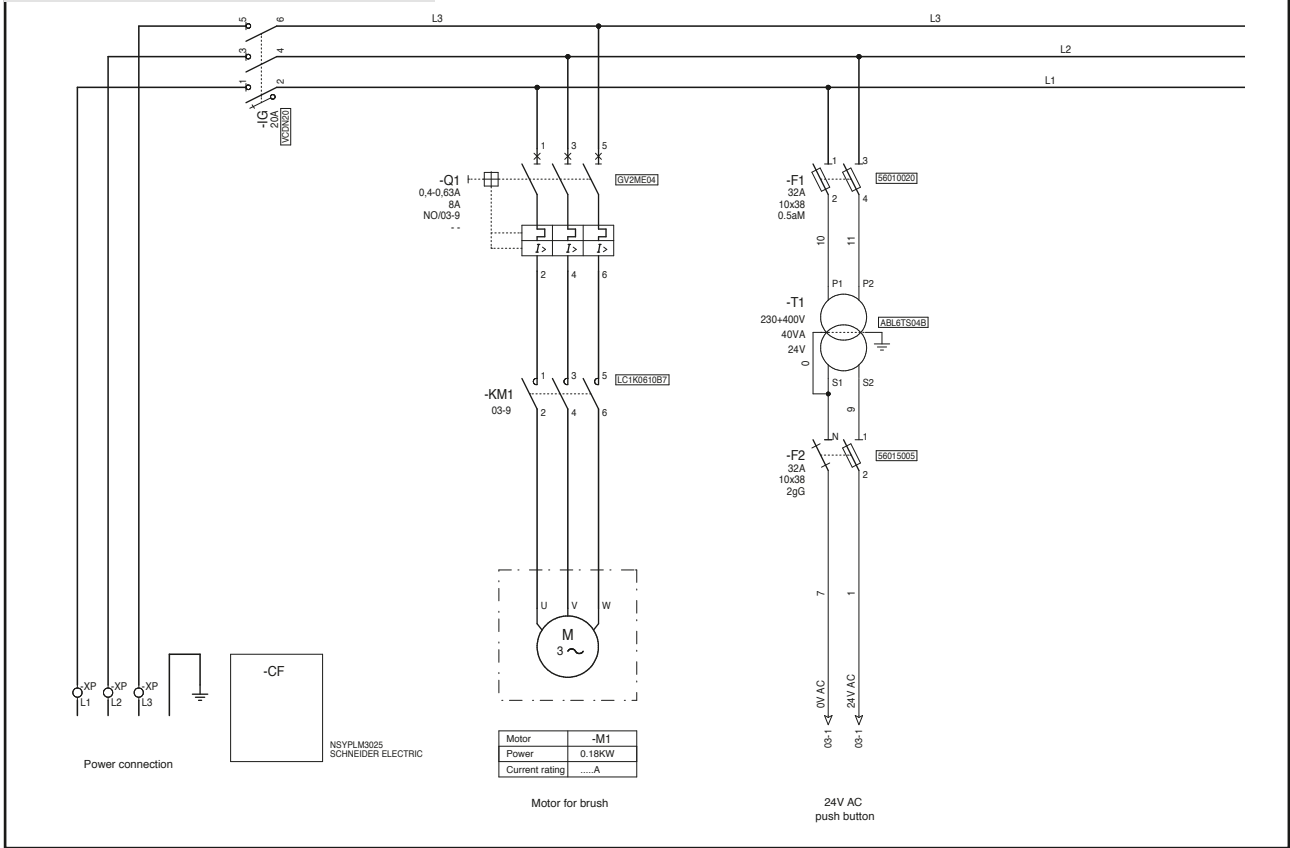 5
6
L3
L3
3
4
L2
1
2
L1
-IG
20A
VCDN20
1
3
5
-Q1
0,4-0,63A
8A
NO/03-9
- -
GV2ME04
I>
I>
I>
2
4
6
-F1
32A
10x38
0.5aM
1
3
2
4
56010020
10
11
P1
P2
-T1
230+400V
40VA
24V
ABL6TS04B
0
S1
S2
9
-KM1
03-9
1
3
5
LC1K0610B7
2
4
6
-F2
32A
10x38
2gG
N
1
2
56015005
7
1
U
V
W
M
3
-XP
L1
-XP
L2
-XP
L3
Power connection
-CF
NSYPLM3025
SCHNEIDER ELECTRIC
Motor
-M1
Power
0.18KW
Current rating
.....A
Motor for brush
0V AC
24V AC
03-1
03-1
24V AC
push button